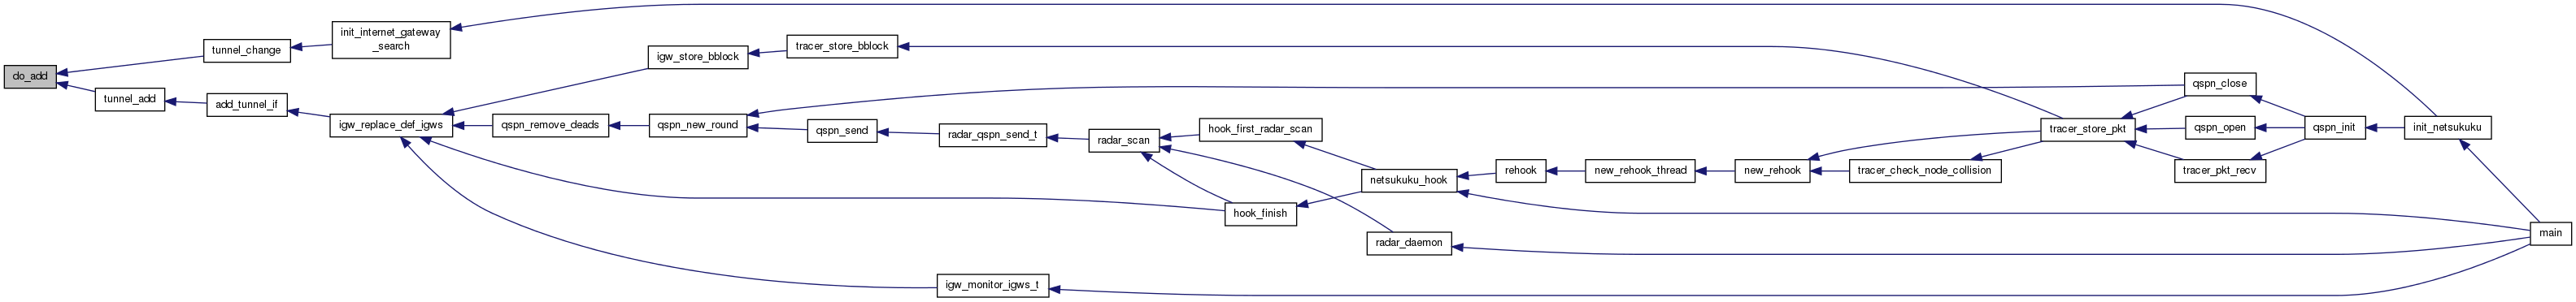 do_add
tunnel_change
init_internet_gateway
_search
tunnel_add
add_tunnel_if
igw_replace_def_igws
igw_store_bblock
tracer_store_bblock
qspn_remove_deads
qspn_new_round
qspn_send
radar_qspn_send_t
radar_scan
hook_first_radar_scan
hook_finish
netsukuku_hook
radar_daemon
igw_monitor_igws_t
rehook
new_rehook_thread
new_rehook
tracer_check_node_collision
tracer_store_pkt
qspn_close
qspn_open
tracer_pkt_recv
qspn_init
init_netsukuku
main